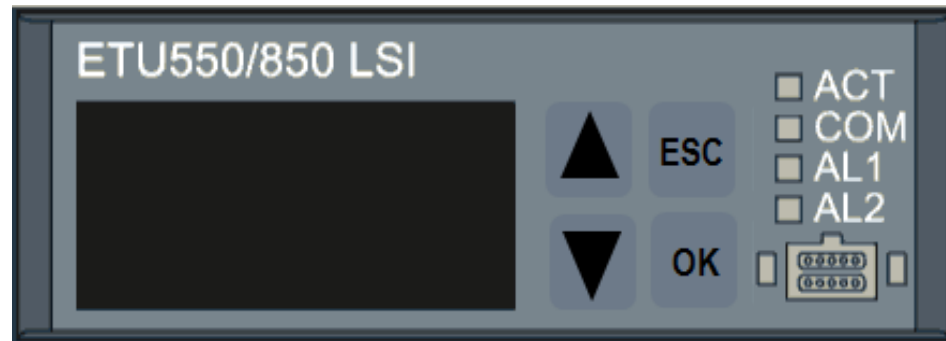 ETU550/850 LSI
ESC
OK
ACT
COM
AL1
AL2